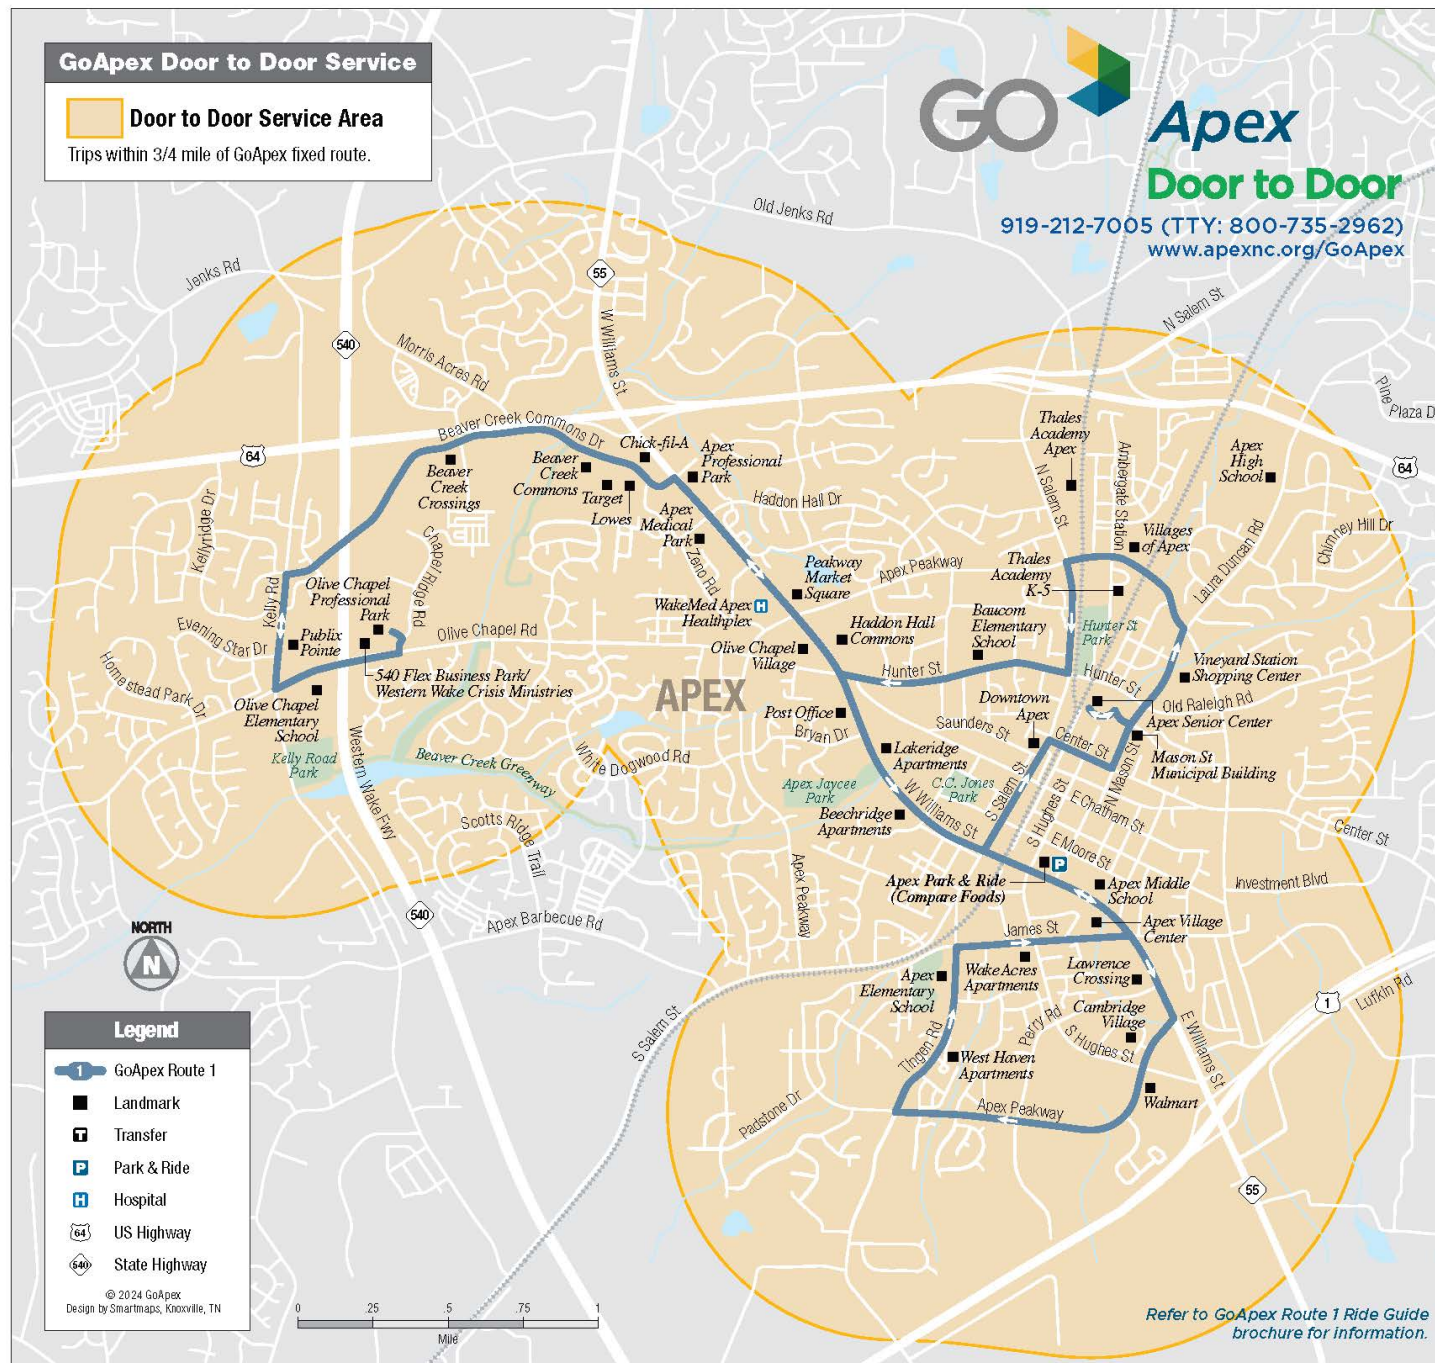 GoApex Door to Door Service
Door to Door Service Area
Trips within 3/4 mile of GoApex fixed route.
GO Apex
Door to Door
919-212-7005 (TTY: 800-735-2962)
www.apexnc.org/GoApex
Old Jenks Rd
Jenks Rd
55
W Williams St
N Salem St
540
Morris Acres Rd
Pine Plaza D
Beaver Creek Commons Dr
64
Chick-fil-A
Apex
Professional
Park
Thales
Academy
Apex
Ambergate Station
Apex
High
School
64
Beaver
Creek
Crossings
Beaver
Creek
Commons
Target
Lowes
Haddon Hall Dr
N Salem St
Kellyridge Dr
Apex
Medical
Park
Zeno Rd
Villages
of Apex
Laura Duncan Rd
Chimney Hill Dr
Chapel Ridge Rd
Peakway
Market
Square
Apex Peakway
Thales
Academy
K-5
Kelly Rd
Olive Chapel
Professional
Park
WakeMed Apex
Healthplex
H
Baucom
Elementary
School
Hunter St
Park
Evening Star Dr
Publix
Pointe
Olive Chapel Rd
Haddon Hall
Commons
Olive Chapel
Village
Hunter St
Hunter St
Vineyard Station
Shopping Center
Homestead Park Dr
540 Flex Business Park/
Western Wake Crisis Ministries
APEX
Downtown
Apex
Old Raleigh Rd
Apex Senior Center
Olive Chapel
Elementary
School
Post Office
Bryan Dr
Saunders St
Center St
N Mason St
Mason St
Municipal Building
Kelly Road
Park
Western Wake Fwy
Beaver Creek Greenway
White Dogwood Rd
Lakeridge
Apartments
Apex Jaycee
Park
C.C. Jones
Park
S Salem St
S Hughes St
E Chatham St
W Williams St
Beechridge
Apartments
Scotts Ridge
Trail
E Moore St
Center St
Apex Peakway
Apex Park & Ride
(Compare Foods)
P
Apex Middle
School
Investment Blvd
540
Apex Barbecue Rd
NORTH
N
James St
Apex Village
Center
Apex
Elementary
School
Wake Acres
Apartments
Lawrence
Crossing
Cambridge
Village
1
Lufkin Rd
S Salem St
Tingen Rd
Perry Rd
S Hughes St
E Williams St
West Haven
Apartments
Padstone Dr
Apex Peakway
Walmart
55
Legend
1 GoApex Route 1
Landmark
T Transfer
P Park & Ride
H Hospital
64 US Highway
540 State Highway
© 2024 GoApex
Design by Smartmaps, Knoxville, TN
0 .25 .5 .75 1
Mile
Refer to GoApex Route 1 Ride Guide
brochure for information.